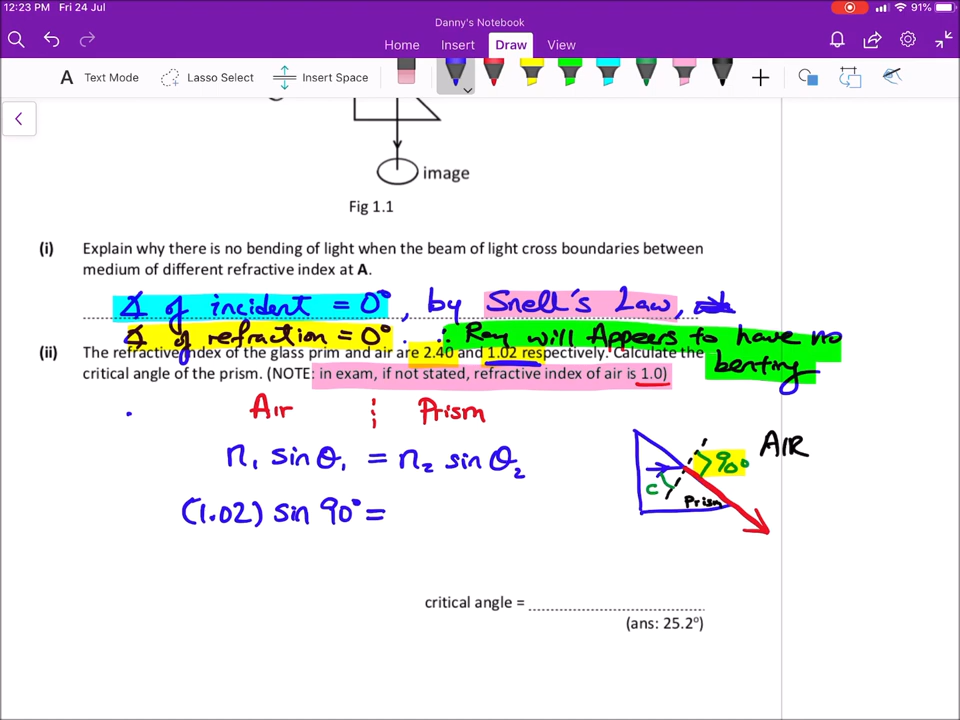 12:23 PM Fri 24 Jul 91%
Danny's Notebook
Home Insert Draw View
A Text Mode Lasso Select Insert Space
image
Fig 1.1
(i) Explain why there is no bending of light when the beam of light cross boundaries between
medium of different refractive index at A.
∡ of incident = 0°, by Snell's Law,
∡ of refraction = 0°. ∴ Ray will Appears to have no
benting
(ii) The refractive index of the glass prim and air are 2.40 and 1.02 respectively. Calculate the
critical angle of the prism. (NOTE: in exam, if not stated, refractive index of air is 1.0)
Air Prism
n₁ sin θ₁ = n₂ sin θ₂
(1.02) sin 90° =
AIR
90°
c
Prism
critical angle =
(ans: 25.2°)